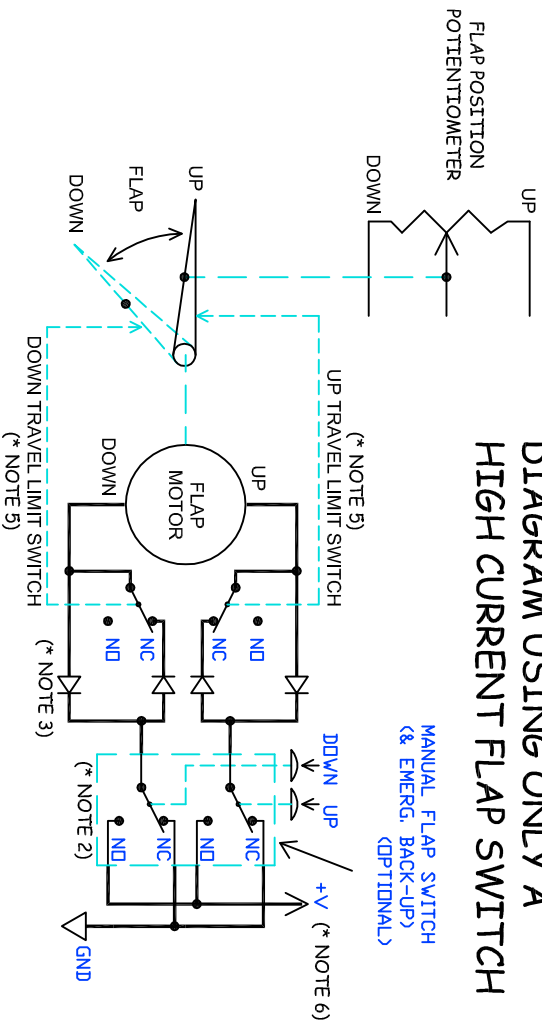 DIAGRAM USING ONLY A
HIGH CURRENT FLAP SWITCH
FLAP POSITION
POTIENTIOMETER
UP
DOWN
UP
FLAP
DOWN
UP TRAVEL LIMIT SWITCH
(* NOTE 5)
DOWN TRAVEL LIMIT SWITCH
(* NOTE 5)
UP
FLAP
MOTOR
DOWN
NO
NC
NC
NO
(* NOTE 3)
MANUAL FLAP SWITCH
(& EMERG. BACK-UP)
(OPTIONAL)
DOWN
UP
NC
NO
NC
NO
(* NOTE 2)
+V
(* NOTE 6)
GND